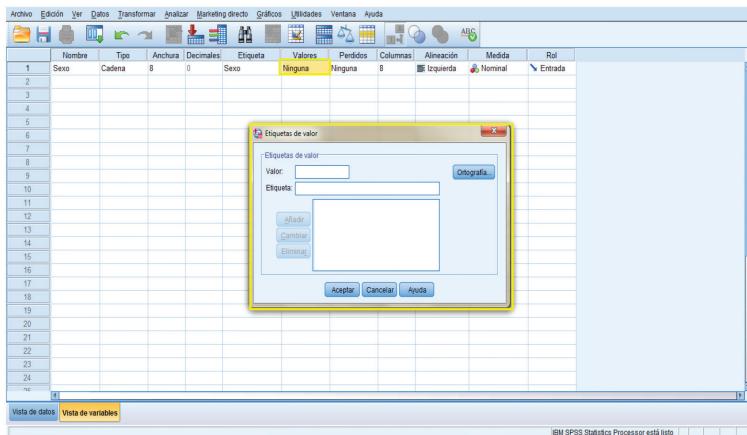 Archivo Edición Ver Datos Transformar Analizar Marketing directo Gráficos Utilidades Ventana Ayuda
ABC
Nombre Tipo Anchura Decimales Etiqueta Valores Perdidos Columnas Alineación Medida Rol
1 Sexo Cadena 8 0 Sexo Ninguna Ninguna 8 Izquierda Nominal Entrada
2
3
4
5
6
7
8
9
10
11
12
13
14
15
16
17
18
19
20
21
22
23
24
25
Etiquetas de valor
Etiquetas de valor
Valor:
Ortografía...
Etiqueta:
Añadir
Cambiar
Eliminar
Aceptar Cancelar Ayuda
Vista de datos Vista de variables
IBM SPSS Statistics Processor está listo